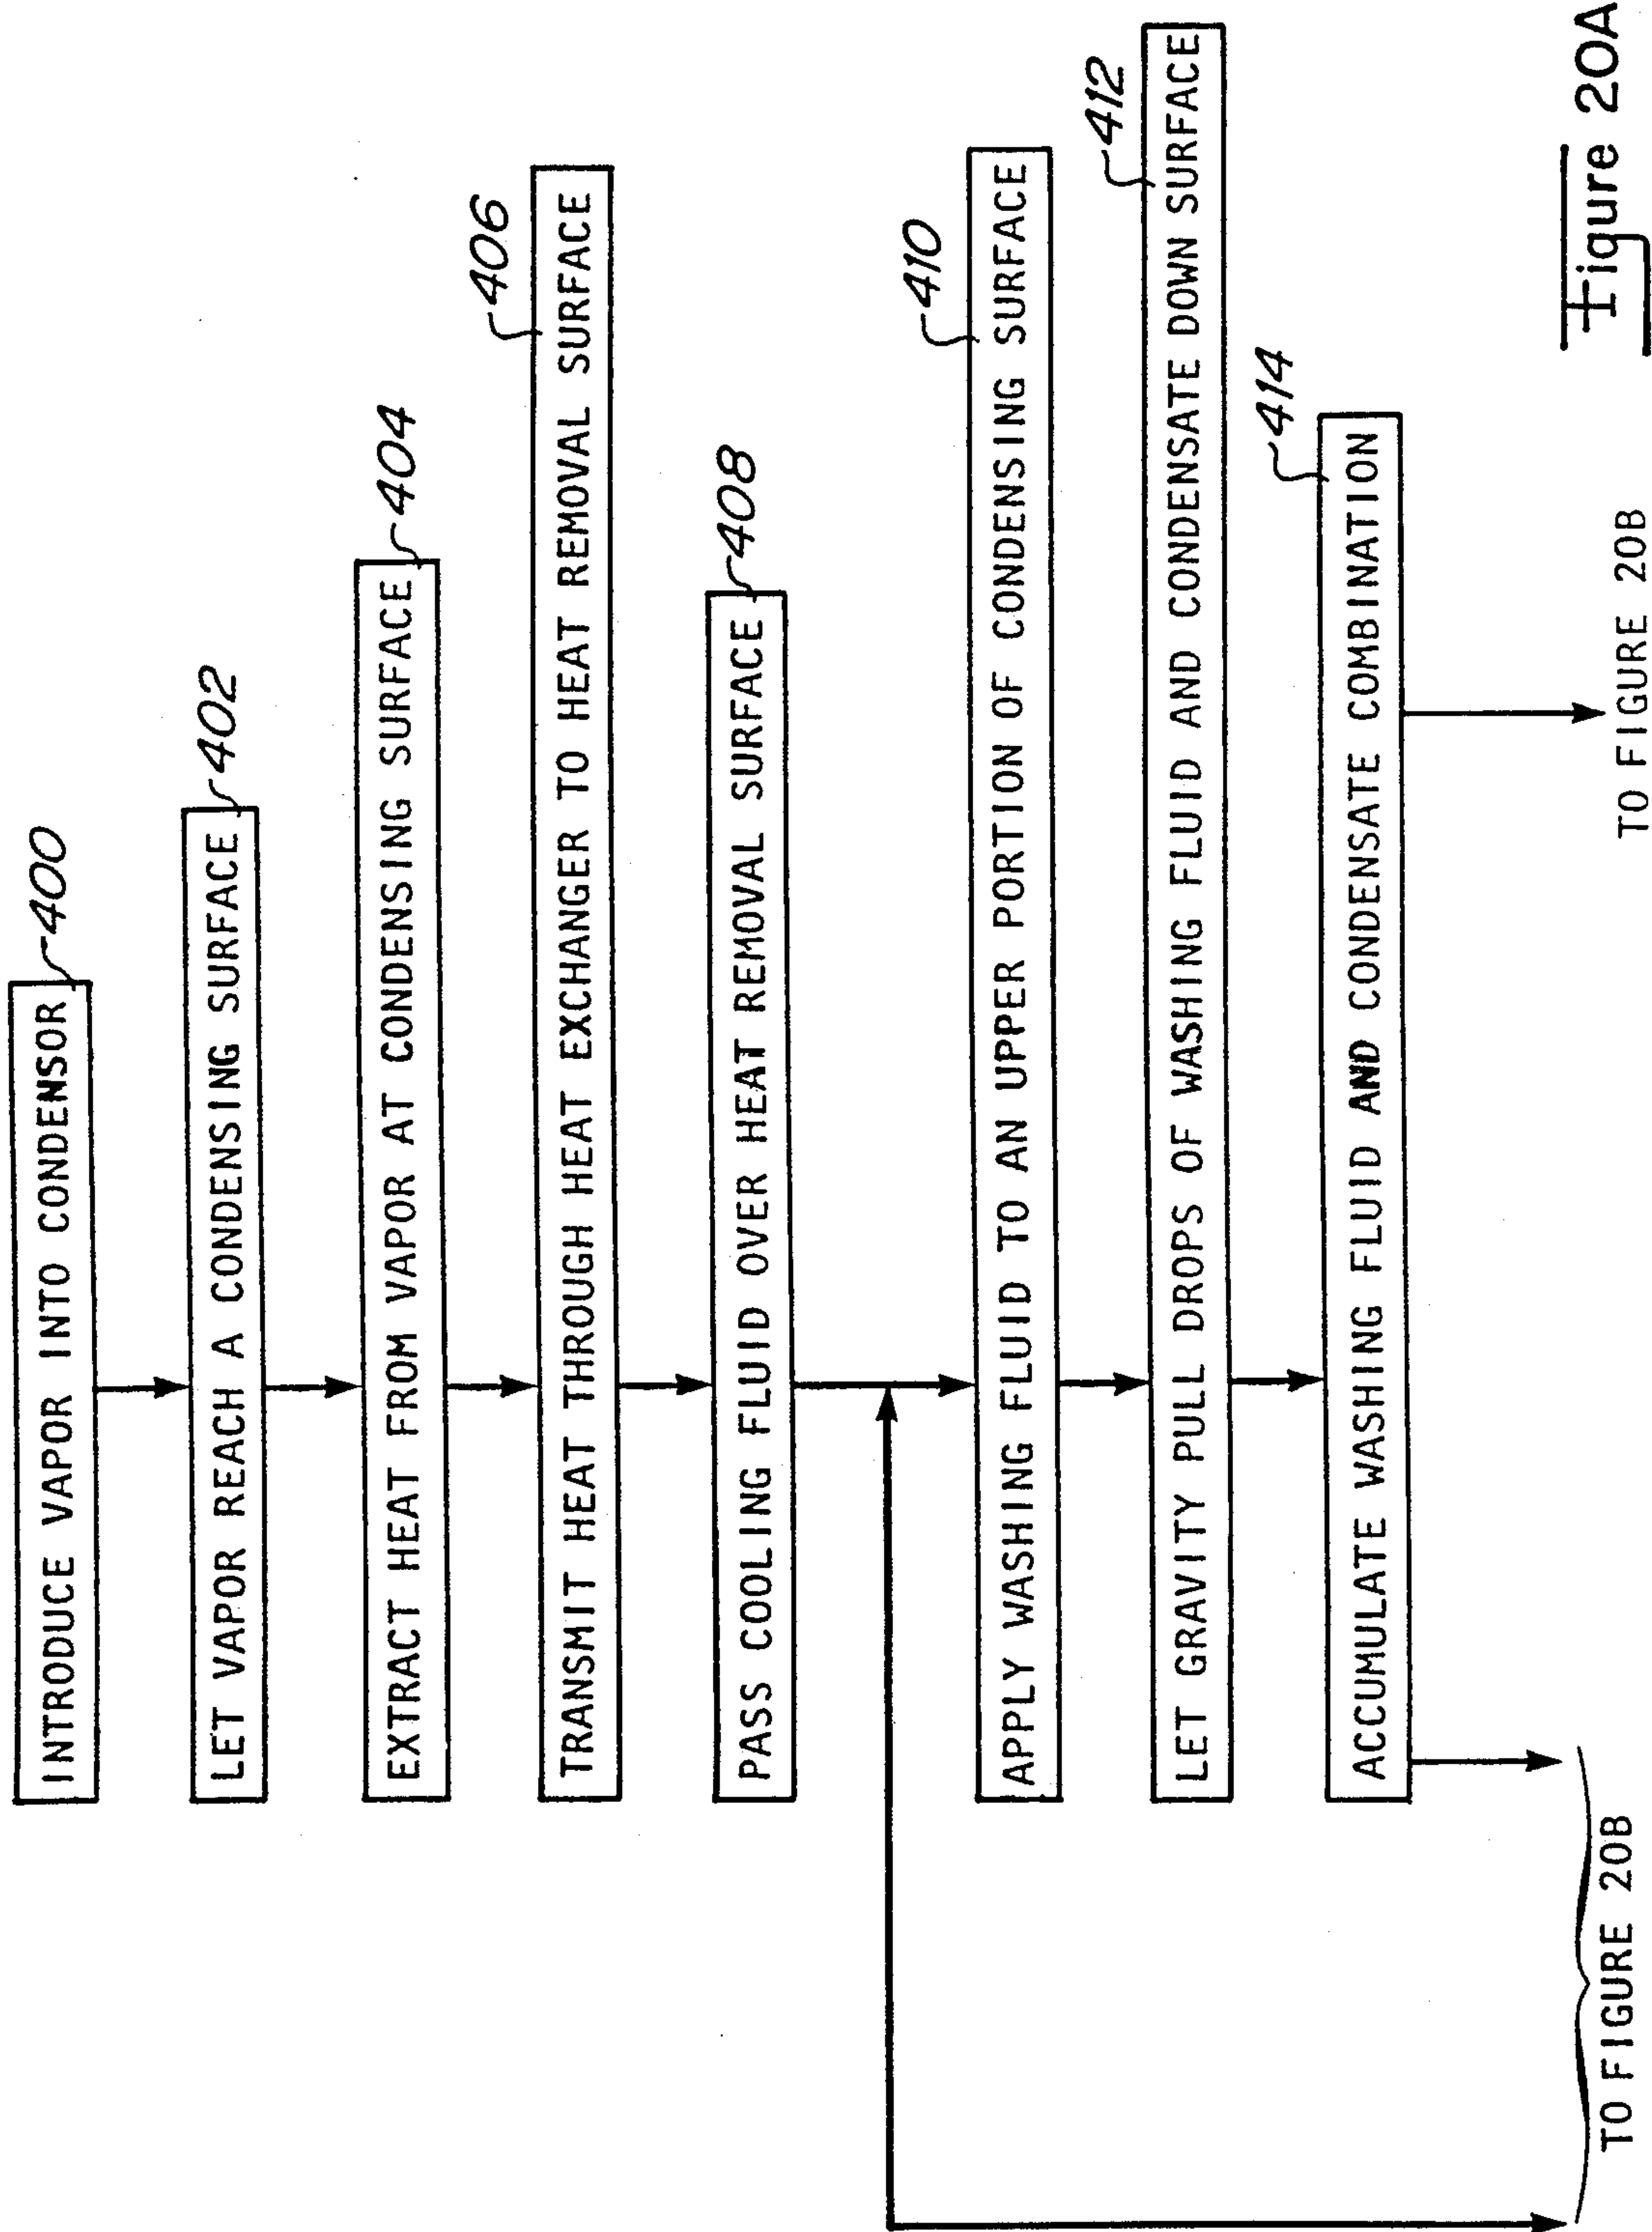 INTRODUCE VAPOR INTO CONDENSOR
400
LET VAPOR REACH A CONDENSING SURFACE
402
EXTRACT HEAT FROM VAPOR AT CONDENSING SURFACE
404
TRANSMIT HEAT THROUGH HEAT EXCHANGER TO HEAT REMOVAL SURFACE
406
PASS COOLING FLUID OVER HEAT REMOVAL SURFACE
408
APPLY WASHING FLUID TO AN UPPER PORTION OF CONDENSING SURFACE
410
LET GRAVITY PULL DROPS OF WASHING FLUID AND CONDENSATE DOWN SURFACE
412
ACCUMULATE WASHING FLUID AND CONDENSATE COMBINATION
414
TO FIGURE 20B
TO FIGURE 20B
Figure 20A